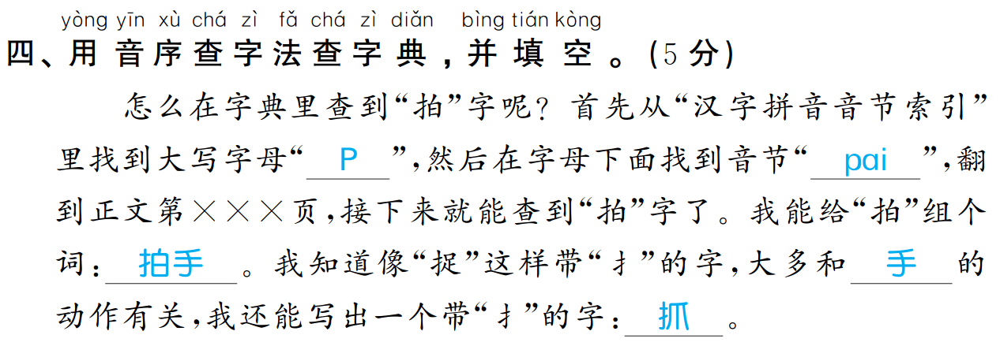 yòng yīn xù chá zì fǎ chá zì diǎn bìng tián kòng
四、用音序查字法查字典，并填空。(5分)
怎么在字典里查到“拍”字呢？首先从“汉字拼音音节索引”
里找到大写字母“P”，然后在字母下面找到音节“pai”，翻
到正文第×××页，接下来就能查到“拍”字了。我能给“拍”组个
词：拍手。我知道像“捉”这样带“扌”的字，大多和手的
动作有关，我还能写出一个带“扌”的字：抓。